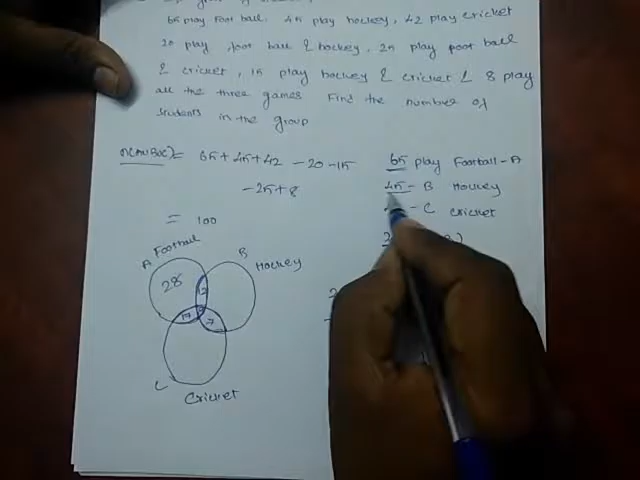 65 play Foot ball. 45 play hockey, 42 play cricket
20 play foot ball & hockey, 25 play foot ball
& cricket, 15 play hockey & cricket & 8 play
all the three games Find the number of
students in the group
n(AUBUC) = 65 + 45 + 42 - 20 - 15
- 25 + 8
= 100
65 play Football - A
45 - B Hockey
- C Cricket
Football
A
B
Hockey
28
12
17
7
C
Cricket